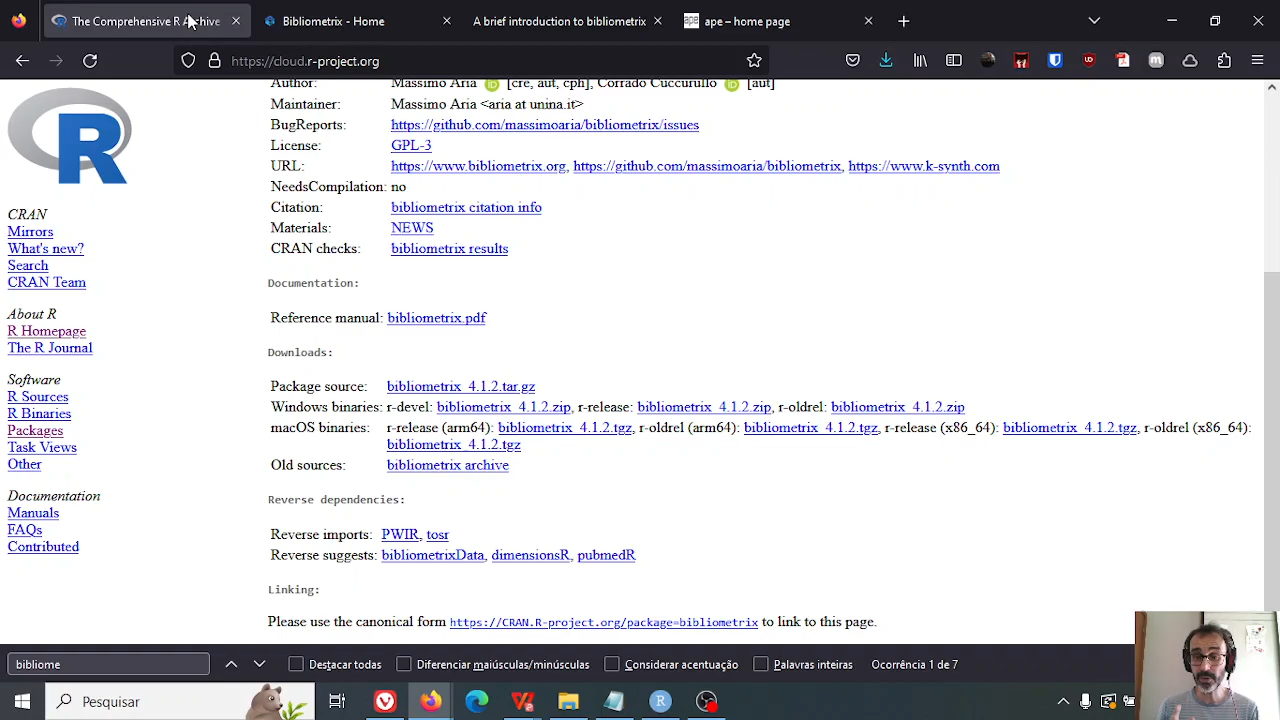 The Comprehensive R Archive
Bibliometrix - Home
A brief introduction to bibliometrix
ape
ape – home page
https://cloud.r-project.org
Author: Massimo Aria [cre, aut, cph], Corrado Cuccurullo [aut]
Maintainer: Massimo Aria <aria at unina.it>
BugReports: https://github.com/massimoaria/bibliometrix/issues
License: GPL-3
URL: https://www.bibliometrix.org, https://github.com/massimoaria/bibliometrix, https://www.k-synth.com
NeedsCompilation: no
Citation: bibliometrix citation info
Materials: NEWS
CRAN checks: bibliometrix results
Documentation:
Reference manual: bibliometrix.pdf
Downloads:
Package source: bibliometrix_4.1.2.tar.gz
Windows binaries: r-devel: bibliometrix_4.1.2.zip, r-release: bibliometrix_4.1.2.zip, r-oldrel: bibliometrix_4.1.2.zip
macOS binaries: r-release (arm64): bibliometrix_4.1.2.tgz, r-oldrel (arm64): bibliometrix_4.1.2.tgz, r-release (x86_64): bibliometrix_4.1.2.tgz, r-oldrel (x86_64):
bibliometrix_4.1.2.tgz
Old sources: bibliometrix archive
Reverse dependencies:
Reverse imports: PWIR, tosr
Reverse suggests: bibliometrixData, dimensionsR, pubmedR
Linking:
Please use the canonical form https://CRAN.R-project.org/package=bibliometrix to link to this page.
R
CRAN
Mirrors
What's new?
Search
CRAN Team
About R
R Homepage
The R Journal
Software
R Sources
R Binaries
Packages
Task Views
Other
Documentation
Manuals
FAQs
Contributed
bibliome
Destacar todas
Diferenciar maiúsculas/minúsculas
Considerar acentuação
Palavras inteiras
Ocorrência 1 de 7
Pesquisar